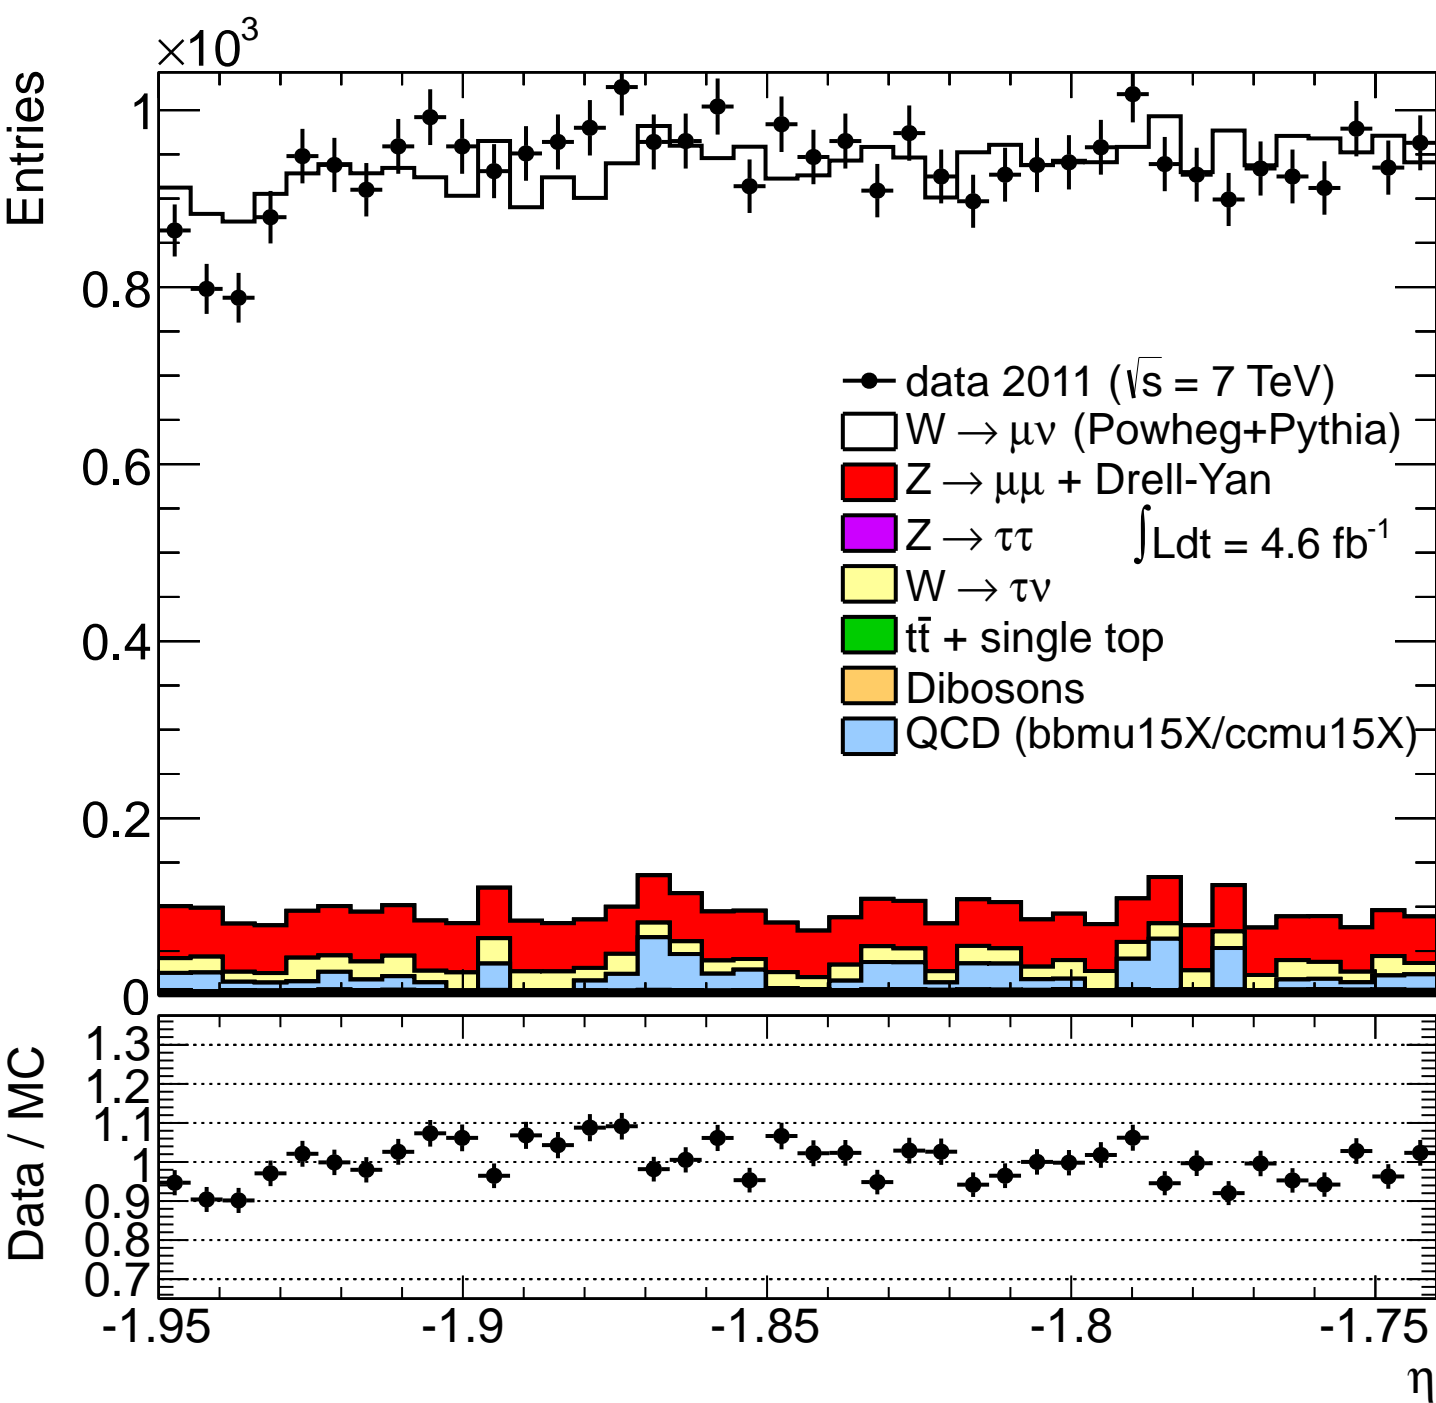 ×10³
Entries
1
0.8
0.6
0.4
0.2
0
data 2011 (√s = 7 TeV)
W → μν (Powheg+Pythia)
Z → μμ + Drell-Yan
Z → ττ
∫Ldt = 4.6 fb⁻¹
W → τν
tt̄ + single top
Dibosons
QCD (bbmu15X/ccmu15X)
Data / MC
1.3
1.2
1.1
1
0.9
0.8
0.7
-1.95 -1.9 -1.85 -1.8 -1.75
η